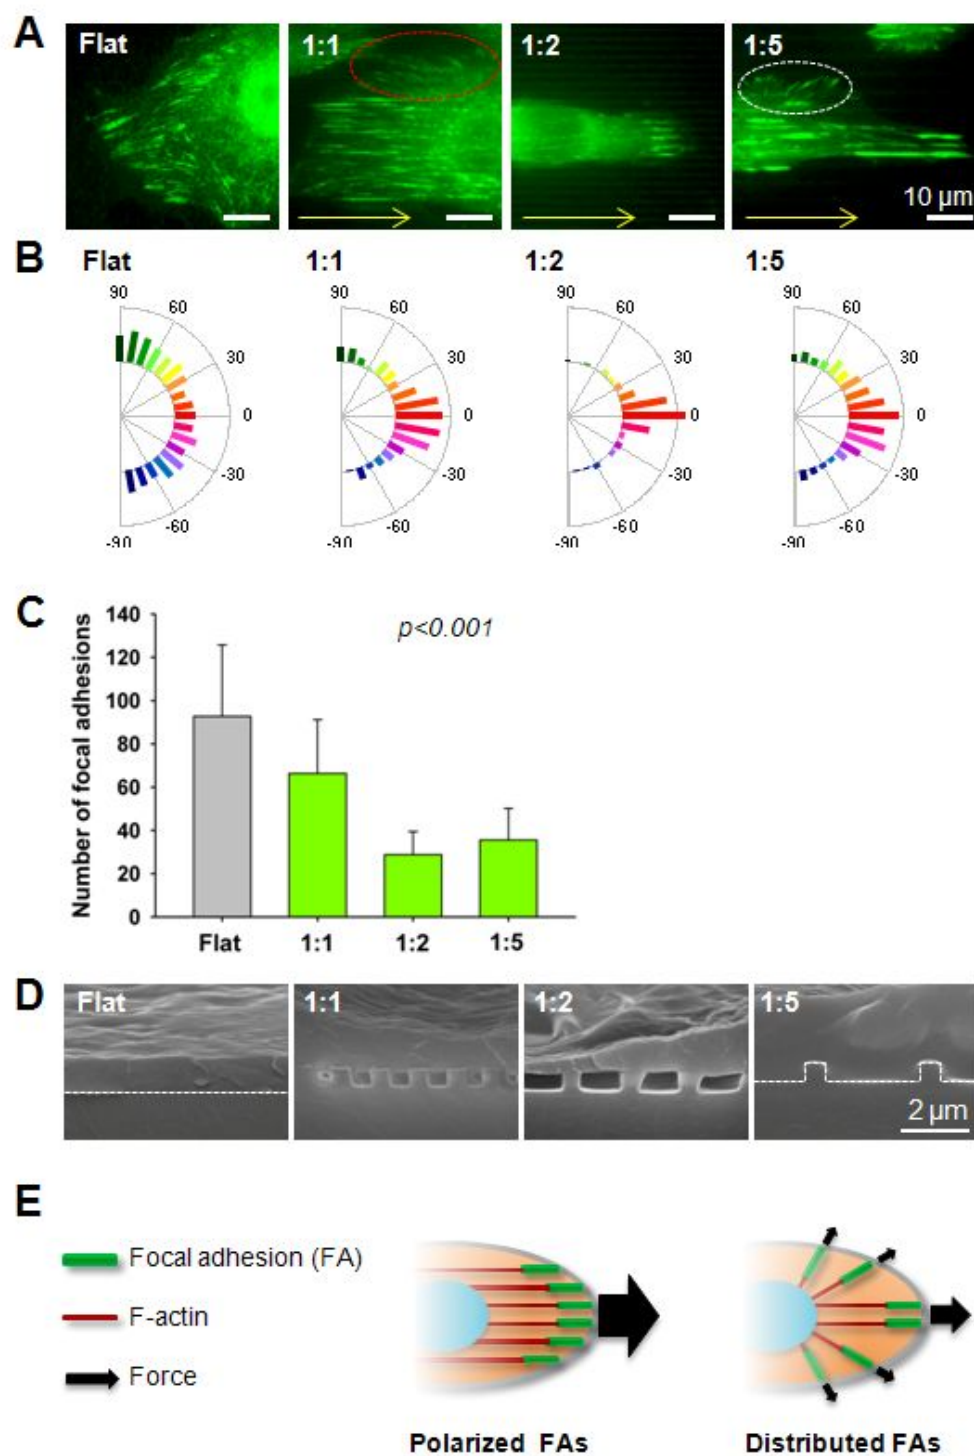 A
Flat 1:1 1:2 1:5
10 µm
B
Flat 1:1 1:2 1:5
90 90 90 90
60 60 60 60
30 30 30 30
0 0 0 0
-30 -30 -30 -30
-60 -60 -60 -60
-90 -90 -90 -90
C
Number of focal adhesions
140
120
100
80
60
40
20
0
p<0.001
Flat 1:1 1:2 1:5
D
Flat 1:1 1:2 1:5
2 µm
E
Focal adhesion (FA)
F-actin
Force
Polarized FAs Distributed FAs